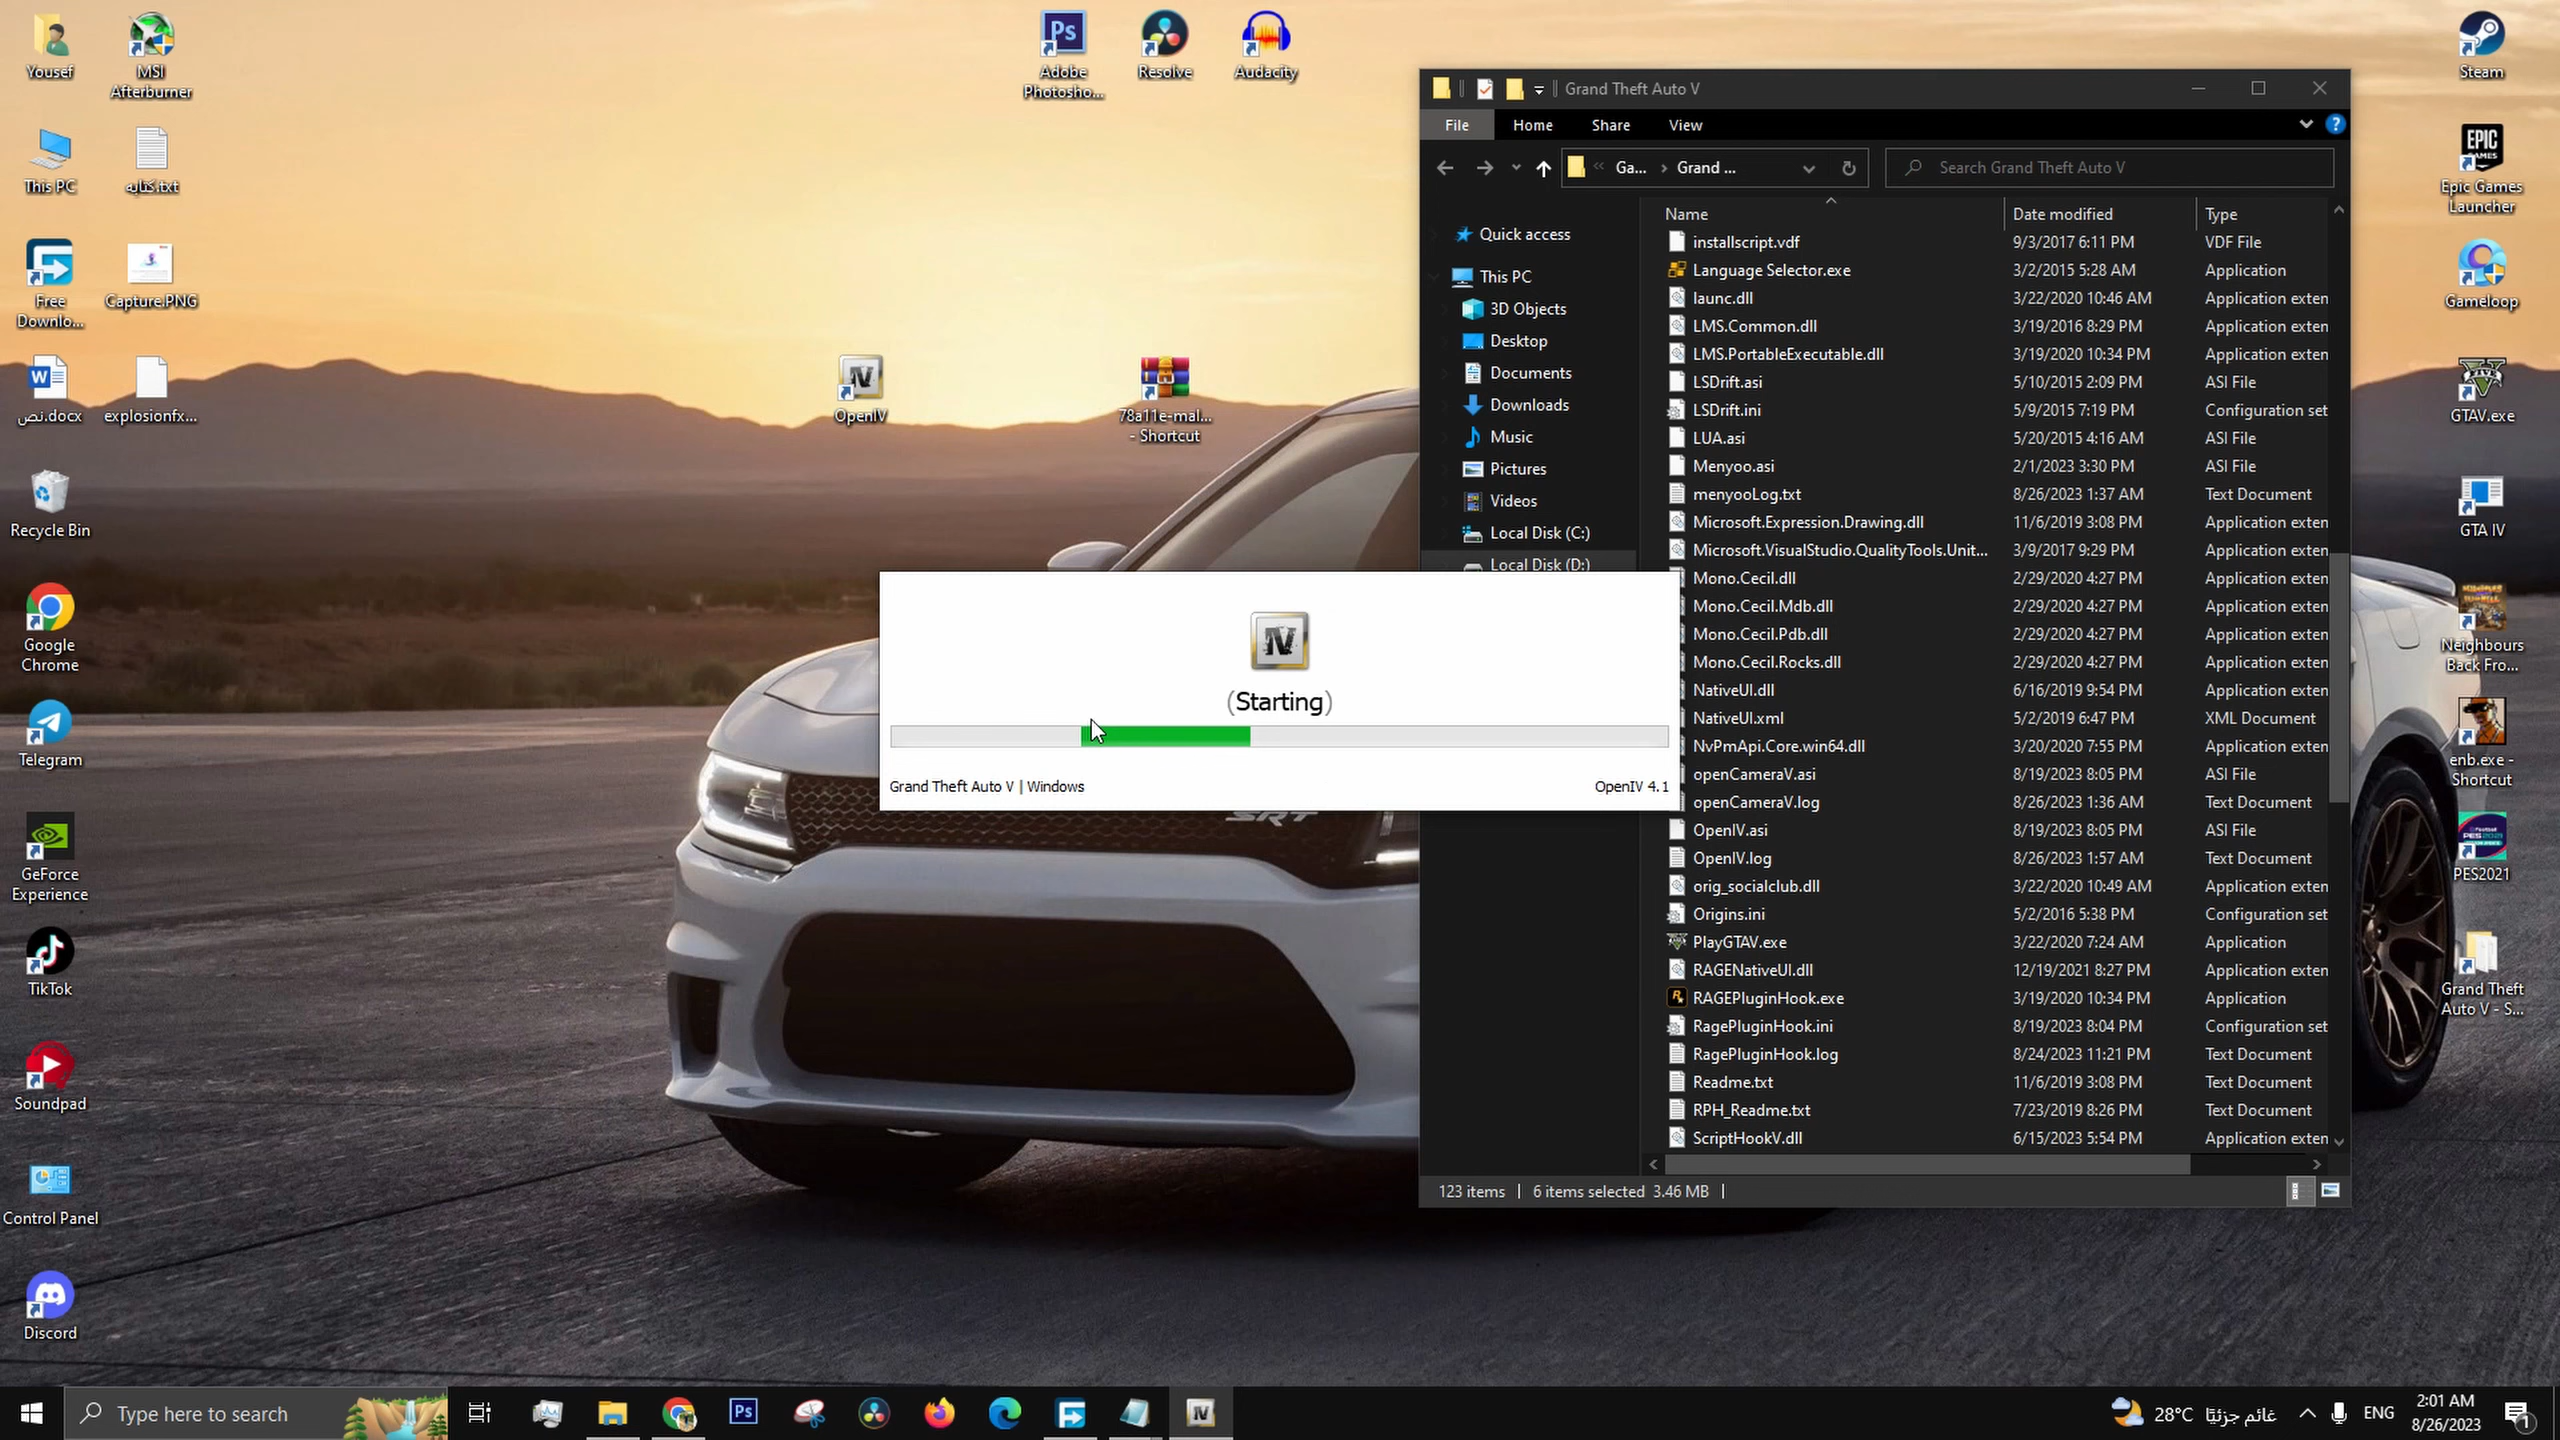 Yousef
MSI
Afterburner
This PC
كتابه.txt
Free
Downlo...
Capture.PNG
نص.docx
explosionfx...
Recycle Bin
Google
Chrome
Telegram
GeForce
Experience
TikTok
Soundpad
Control Panel
Discord
Ps
Adobe
Photosho...
Resolve
Audacity
OpenIV
78a11e-mal...
- Shortcut
Grand Theft Auto V
File
Home
Share
View
Ga...
Grand ...
Search Grand Theft Auto V
Quick access
This PC
3D Objects
Desktop
Documents
Downloads
Music
Pictures
Videos
Local Disk (C:)
Local Disk (D:)
Name Date modified Type
installscript.vdf 9/3/2017 6:11 PM VDF File
Language Selector.exe 3/2/2015 5:28 AM Application
launc.dll 3/22/2020 10:46 AM Application exten
LMS.Common.dll 3/19/2016 8:29 PM Application exten
LMS.PortableExecutable.dll 3/19/2020 10:34 PM Application exten
LSDrift.asi 5/10/2015 2:09 PM ASI File
LSDrift.ini 5/9/2015 7:19 PM Configuration set
LUA.asi 5/20/2015 4:16 AM ASI File
Menyoo.asi 2/1/2023 3:30 PM ASI File
menyooLog.txt 8/26/2023 1:37 AM Text Document
Microsoft.Expression.Drawing.dll 11/6/2019 3:08 PM Application exten
Microsoft.VisualStudio.QualityTools.Unit... 3/9/2017 9:29 PM Application exten
Mono.Cecil.dll 2/29/2020 4:27 PM Application exten
Mono.Cecil.Mdb.dll 2/29/2020 4:27 PM Application exten
Mono.Cecil.Pdb.dll 2/29/2020 4:27 PM Application exten
Mono.Cecil.Rocks.dll 2/29/2020 4:27 PM Application exten
NativeUI.dll 6/16/2019 9:54 PM Application exten
NativeUI.xml 5/2/2019 6:47 PM XML Document
NvPmApi.Core.win64.dll 3/20/2020 7:55 PM Application exten
openCameraV.asi 8/19/2023 8:05 PM ASI File
openCameraV.log 8/26/2023 1:36 AM Text Document
OpenIV.asi 8/19/2023 8:05 PM ASI File
OpenIV.log 8/26/2023 1:57 AM Text Document
orig_socialclub.dll 3/22/2020 10:49 AM Application exten
Origins.ini 5/2/2016 5:38 PM Configuration set
PlayGTAV.exe 3/22/2020 7:24 AM Application
RAGENativeUI.dll 12/19/2021 8:27 PM Application exten
RAGEPluginHook.exe 3/19/2020 10:34 PM Application
RagePluginHook.ini 8/19/2023 8:04 PM Configuration set
RagePluginHook.log 8/24/2023 11:21 PM Text Document
Readme.txt 11/6/2019 3:08 PM Text Document
RPH_Readme.txt 7/23/2019 8:26 PM Text Document
ScriptHookV.dll 6/15/2023 5:54 PM Application exten
123 items 6 items selected 3.46 MB
IV
(Starting)
Grand Theft Auto V | Windows
OpenIV 4.1
SRT
Steam
EPIC
GAMES
Epic Games
Launcher
Gameloop
GTAV.exe
GTA IV
Neighbours
Back Fro...
enb.exe -
Shortcut
PES2021
Grand Theft
Auto V - S...
Type here to search
Ps
28°C غائم جزئيًا
ENG
2:01 AM
8/26/2023
1